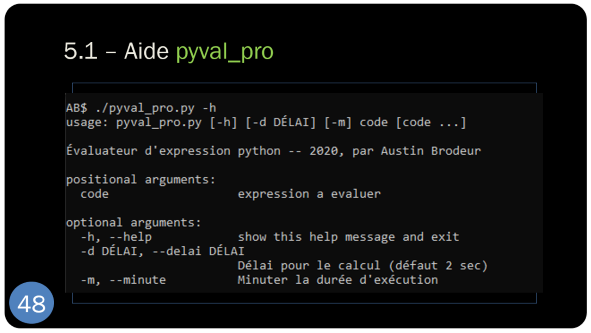 5.1 – Aide pyval_pro
AB$ ./pyval_pro.py -h
usage: pyval_pro.py [-h] [-d DÉLAI] [-m] code [code ...]
Évaluateur d'expression python -- 2020, par Austin Brodeur
positional arguments:
code expression a evaluer
optional arguments:
-h, --help show this help message and exit
-d DÉLAI, --delai DÉLAI
Délai pour le calcul (défaut 2 sec)
-m, --minute Minuter la durée d'exécution
48